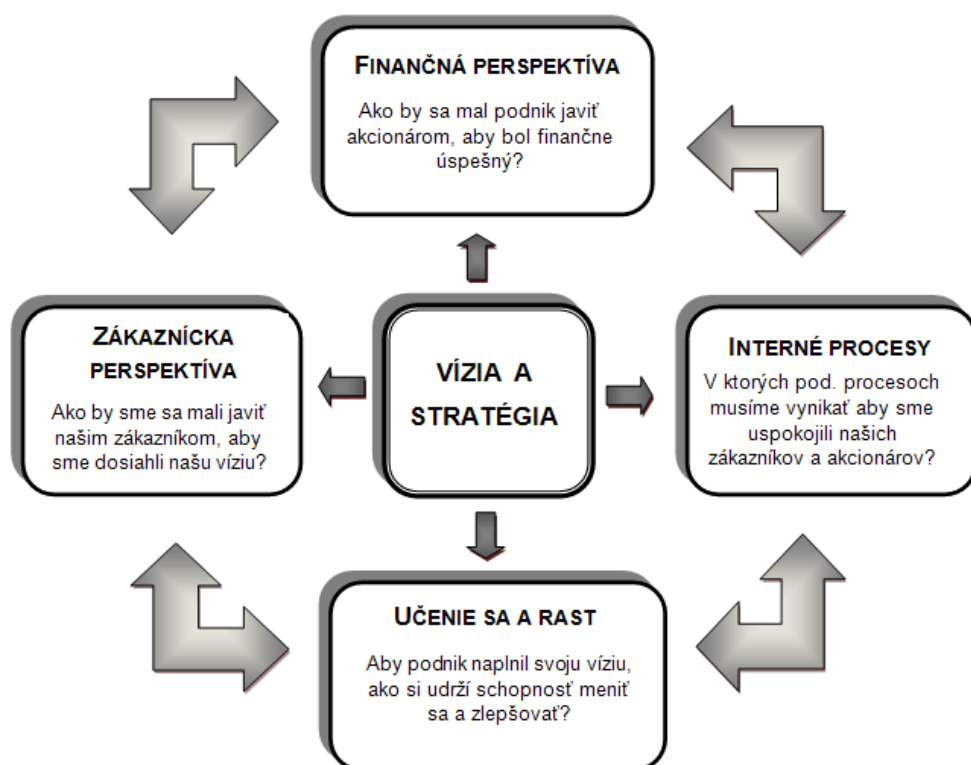 FINANČNÁ PERSPEKTÍVA
Ako by sa mal podnik javiť
akcionárom, aby bol finančne
úspešný?
ZÁKAZNÍCKA
PERSPEKTÍVA
Ako by sme sa mali javiť
našim zákazníkom, aby
sme dosiahli našu víziu?
VÍZIA A
STRATÉGIA
INTERNÉ PROCESY
V ktorých pod. procesoch
musíme vynikať aby sme
uspokojili našich
zákazníkov a akcionárov?
UČENIE SA A RAST
Aby podnik naplnil svoju víziu,
ako si udrží schopnosť meniť
sa a zlepšovať?